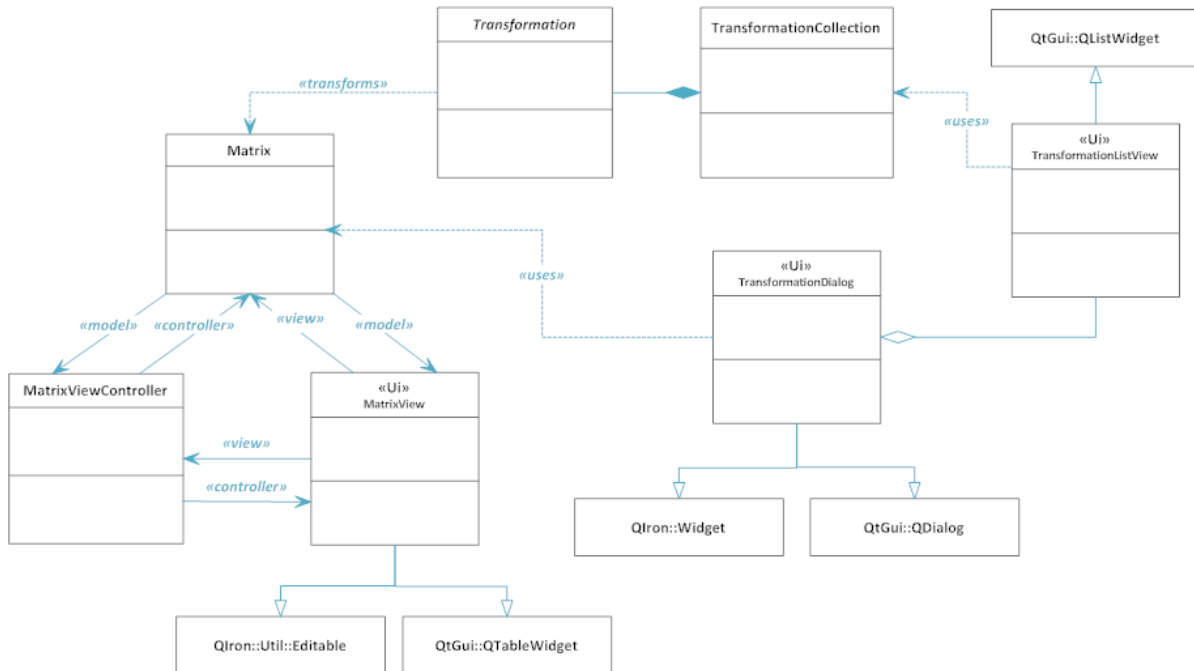 Transformation
TransformationCollection
QtGui::QListWidget
«transforms»
«uses»
Matrix
«Ui»
TransformationListView
«Ui»
TransformationDialog
«uses»
«model»
«controller»
«view»
«model»
MatrixViewController
«Ui»
MatrixView
«view»
«controller»
QIron::Widget
QtGui::QDialog
QIron::Util::Editable
QtGui::QTableWidget